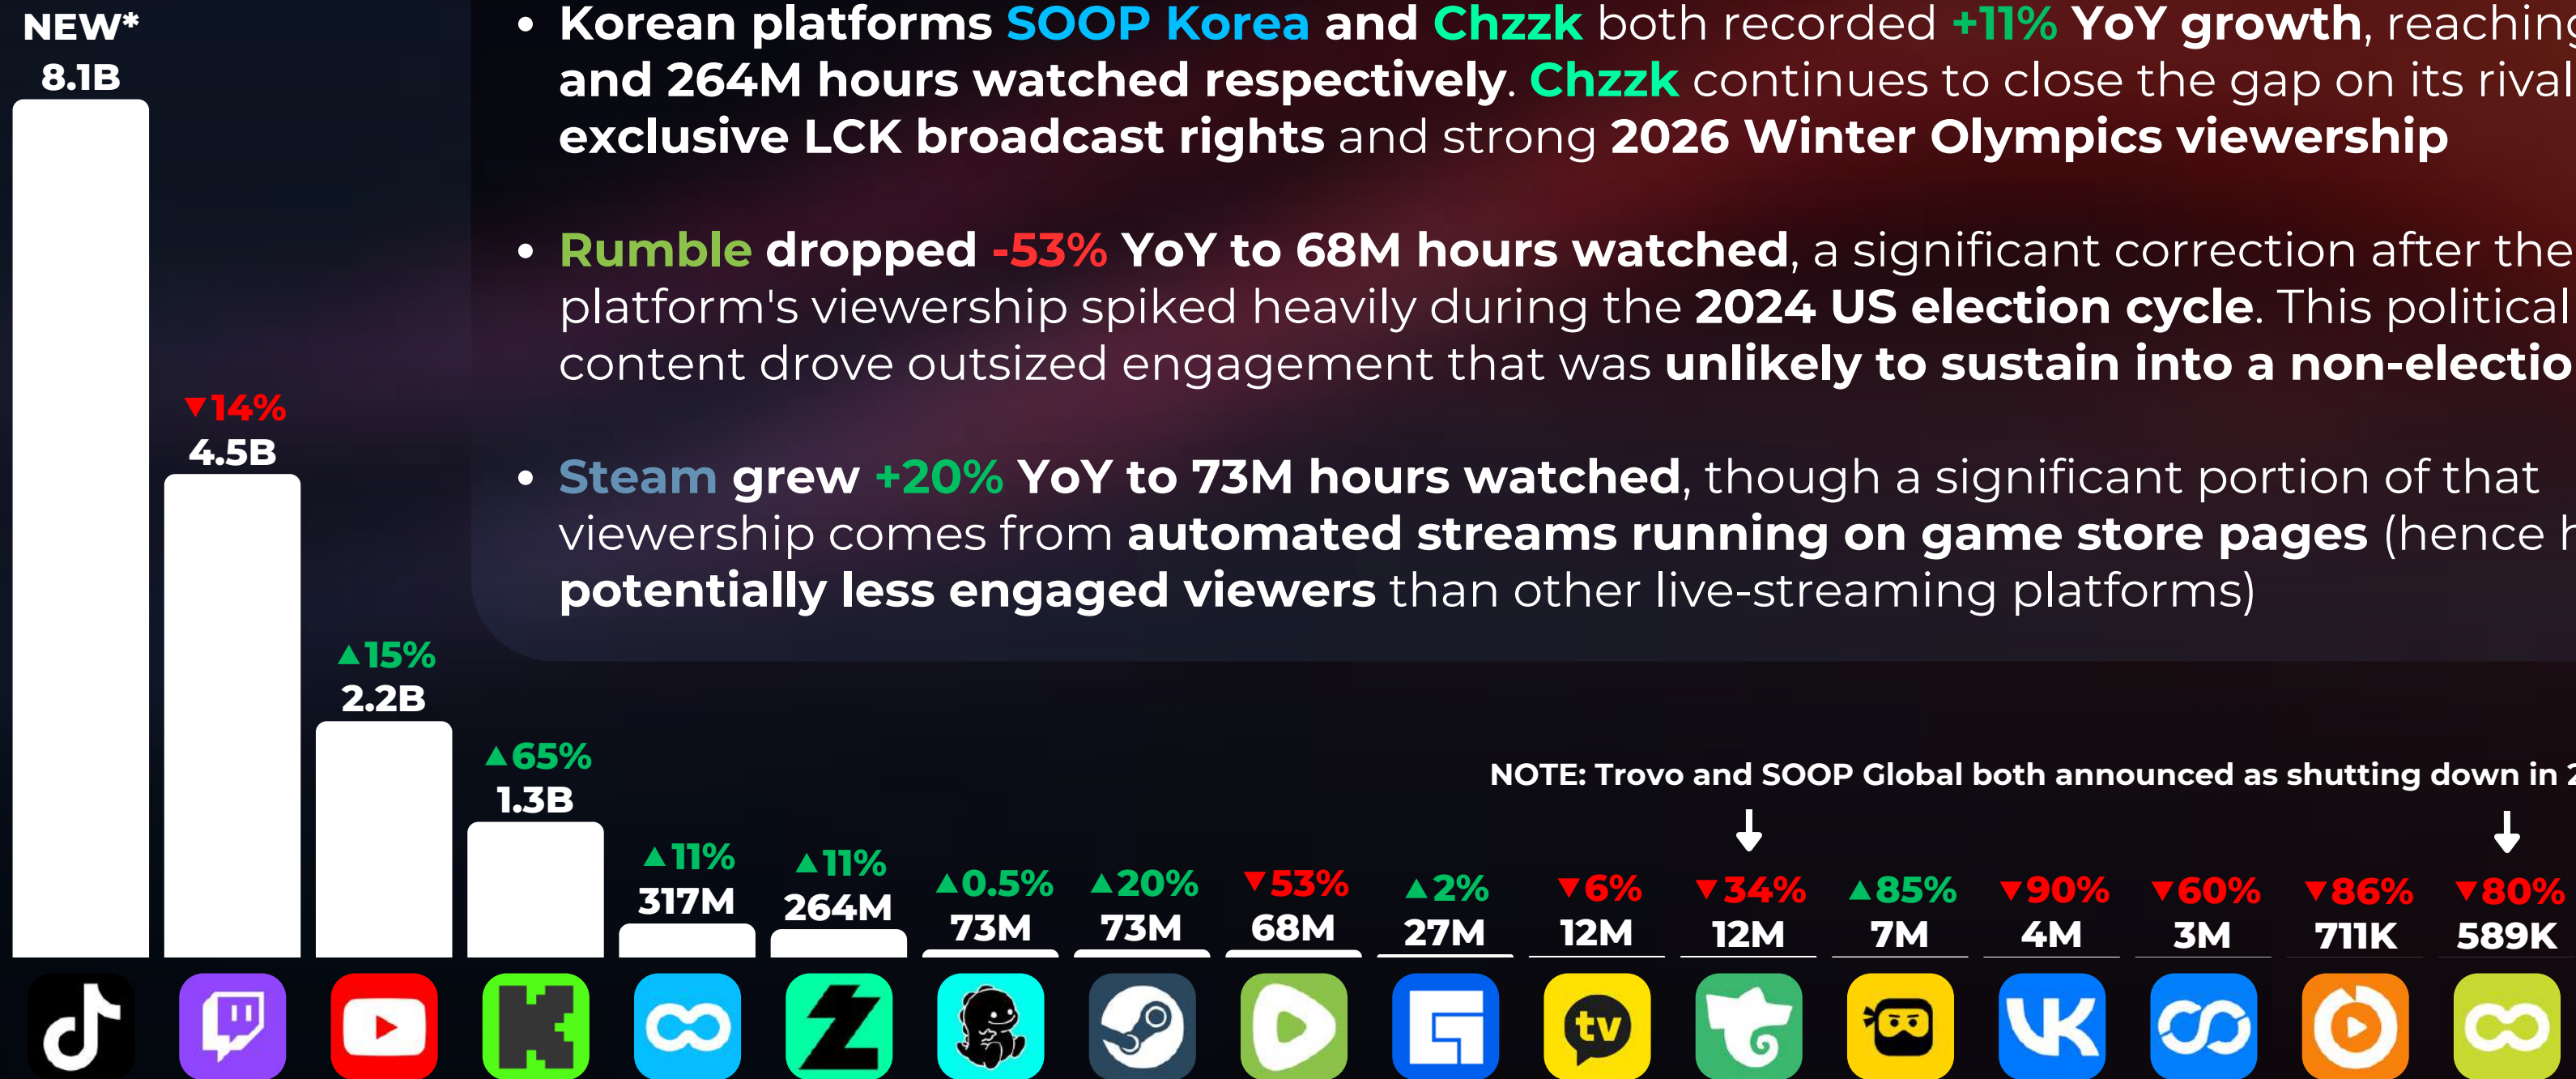 NEW*
8.1B
• Korean platforms SOOP Korea and Chzzk both recorded +11% YoY growth, reaching
and 264M hours watched respectively. Chzzk continues to close the gap on its rival
exclusive LCK broadcast rights and strong 2026 Winter Olympics viewership
• Rumble dropped -53% YoY to 68M hours watched, a significant correction after the
platform's viewership spiked heavily during the 2024 US election cycle. This political
content drove outsized engagement that was unlikely to sustain into a non-electio
• Steam grew +20% YoY to 73M hours watched, though a significant portion of that
viewership comes from automated streams running on game store pages (hence h
potentially less engaged viewers than other live-streaming platforms)
▼14%
4.5B
▲15%
2.2B
▲65%
1.3B
NOTE: Trovo and SOOP Global both announced as shutting down in 2
▲11%
317M
▲11%
264M
▲0.5%
73M
▲20%
73M
▼53%
68M
▲2%
27M
▼6%
12M
▼34%
12M
▲85%
7M
▼90%
4M
▼60%
3M
▼86%
711K
▼80%
589K
tv